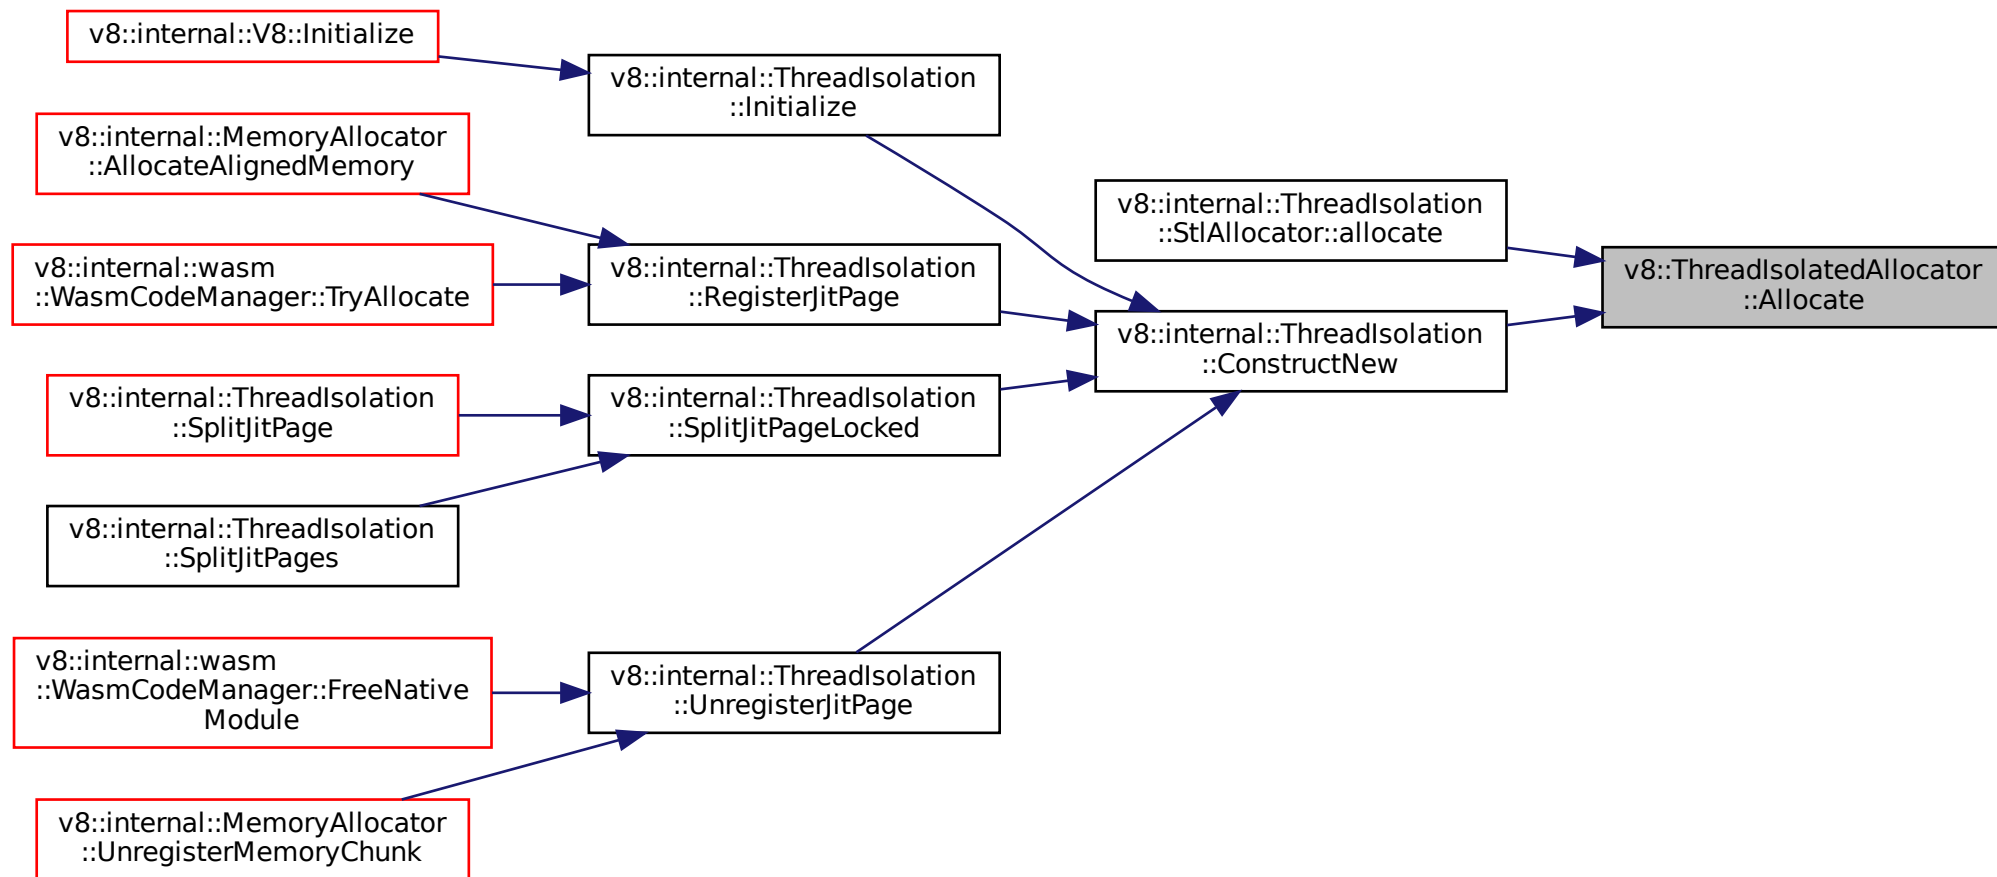 v8::internal::V8::Initialize
v8::internal::MemoryAllocator
::AllocateAlignedMemory
v8::internal::wasm
::WasmCodeManager::TryAllocate
v8::internal::ThreadIsolation
::SplitJitPage
v8::internal::ThreadIsolation
::SplitJitPages
v8::internal::wasm
::WasmCodeManager::FreeNative
Module
v8::internal::MemoryAllocator
::UnregisterMemoryChunk
v8::internal::ThreadIsolation
::Initialize
v8::internal::ThreadIsolation
::RegisterJitPage
v8::internal::ThreadIsolation
::SplitJitPageLocked
v8::internal::ThreadIsolation
::UnregisterJitPage
v8::internal::ThreadIsolation
::StlAllocator::allocate
v8::internal::ThreadIsolation
::ConstructNew
v8::ThreadIsolatedAllocator
::Allocate